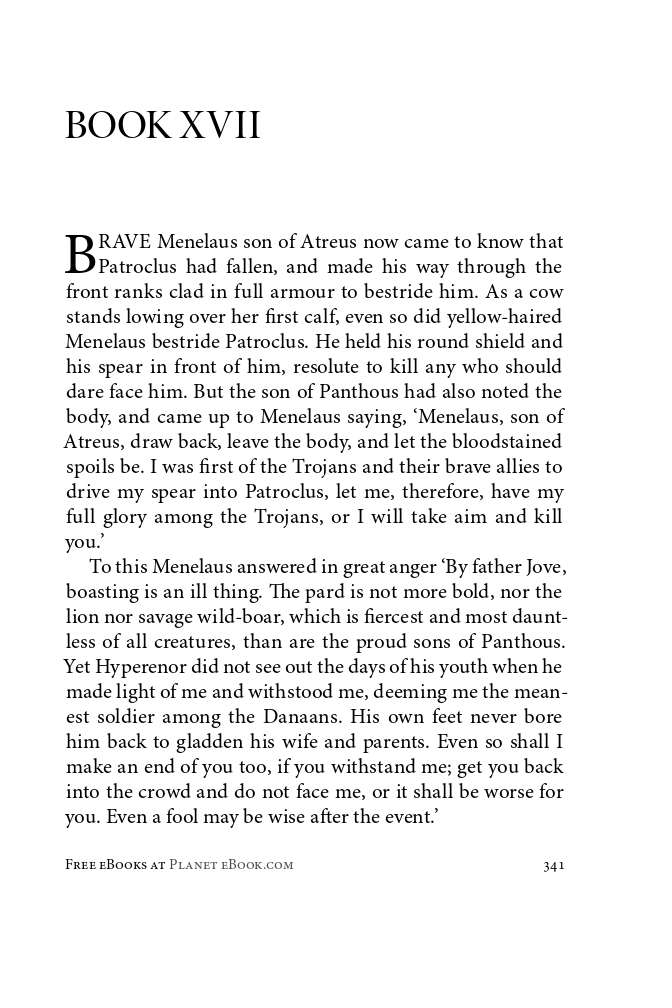 BOOK XVII
BRAVE Menelaus son of Atreus now came to know that
Patroclus had fallen, and made his way through the
front ranks clad in full armour to bestride him. As a cow
stands lowing over her first calf, even so did yellow-haired
Menelaus bestride Patroclus. He held his round shield and
his spear in front of him, resolute to kill any who should
dare face him. But the son of Panthous had also noted the
body, and came up to Menelaus saying, ‘Menelaus, son of
Atreus, draw back, leave the body, and let the bloodstained
spoils be. I was first of the Trojans and their brave allies to
drive my spear into Patroclus, let me, therefore, have my
full glory among the Trojans, or I will take aim and kill
you.’
To this Menelaus answered in great anger ‘By father Jove,
boasting is an ill thing. The pard is not more bold, nor the
lion nor savage wild-boar, which is fiercest and most daunt-
less of all creatures, than are the proud sons of Panthous.
Yet Hyperenor did not see out the days of his youth when he
made light of me and withstood me, deeming me the mean-
est soldier among the Danaans. His own feet never bore
him back to gladden his wife and parents. Even so shall I
make an end of you too, if you withstand me; get you back
into the crowd and do not face me, or it shall be worse for
you. Even a fool may be wise after the event.’
Free eBooks at Planet eBook.com 341